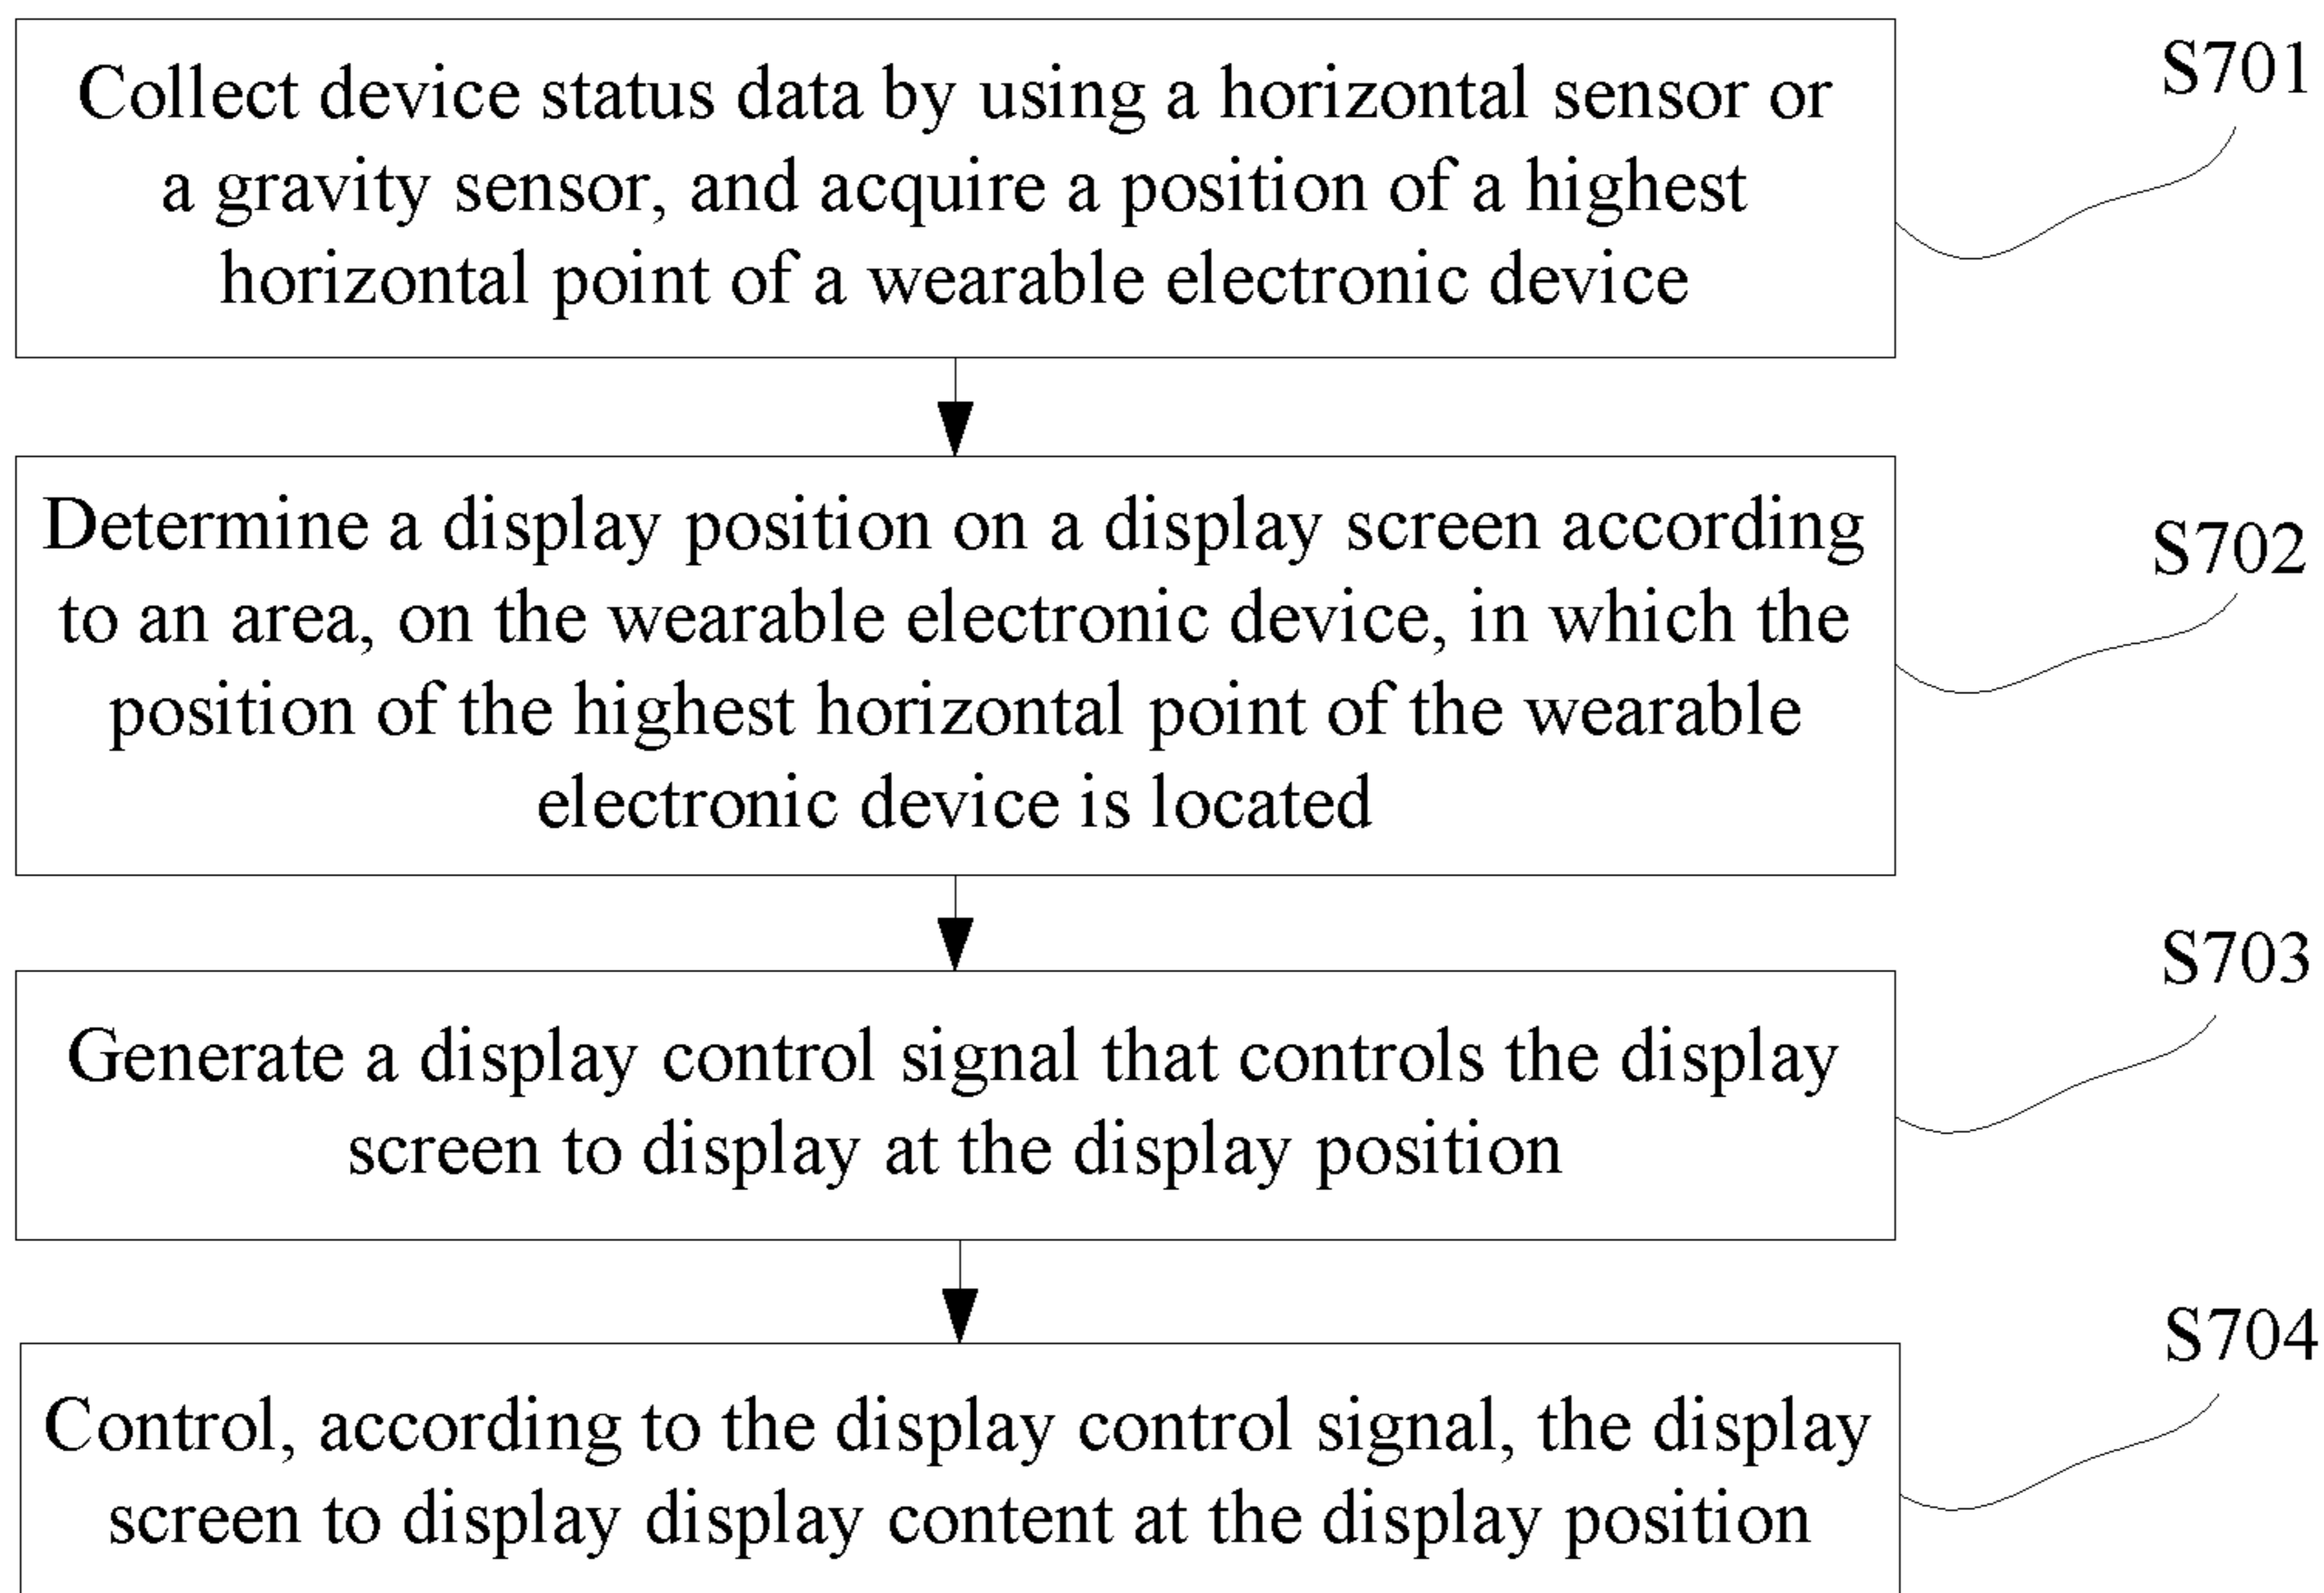 Collect device status data by using a horizontal sensor or
a gravity sensor, and acquire a position of a highest
horizontal point of a wearable electronic device
S701
Determine a display position on a display screen according
to an area, on the wearable electronic device, in which the
position of the highest horizontal point of the wearable
electronic device is located
S702
Generate a display control signal that controls the display
screen to display at the display position
S703
Control, according to the display control signal, the display
screen to display display content at the display position
S704